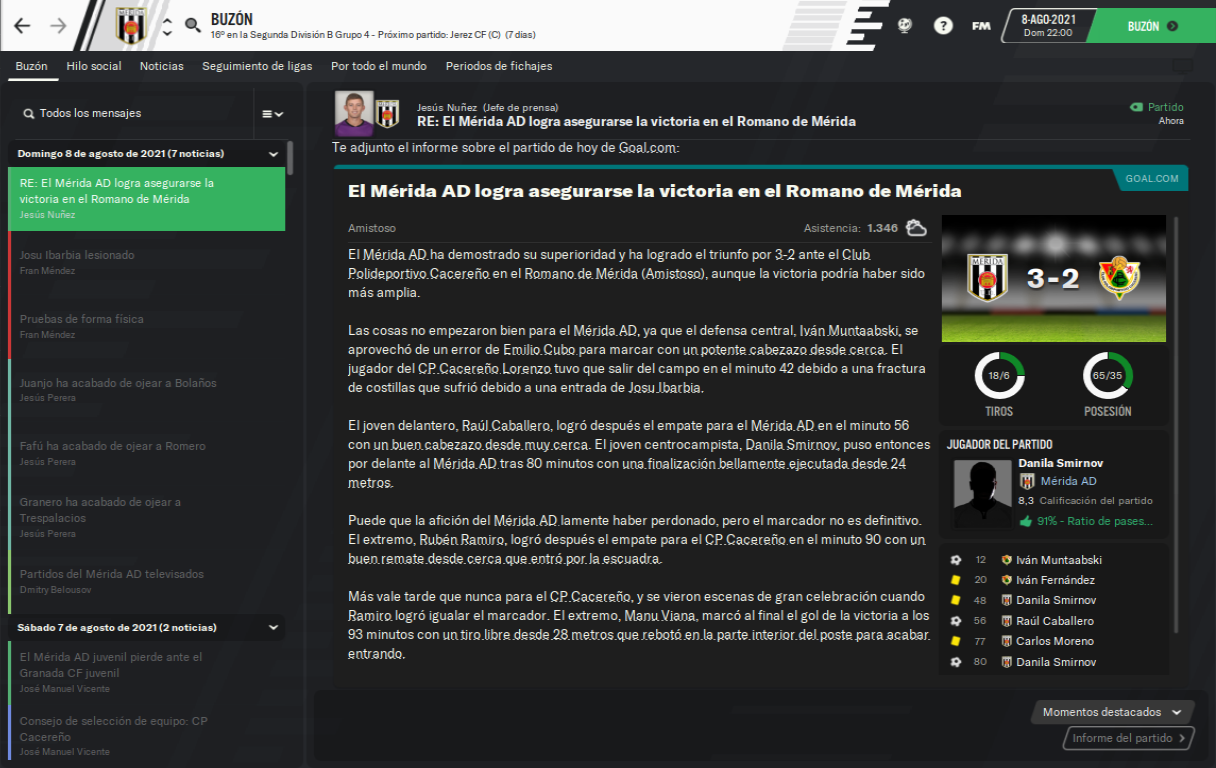 BUZÓN
16º en la Segunda División B Grupo 4 - Próximo partido: Jerez CF (C) (7 días)
FM
8-AGO-2021
Dom 22:00
BUZÓN
Buzón Hilo social Noticias Seguimiento de ligas Por todo el mundo Periodos de fichajes
Todos los mensajes
Domingo 8 de agosto de 2021 (7 noticias)
RE: El Mérida AD logra asegurarse la
victoria en el Romano de Mérida
Jesús Nuñez
Josu Ibarbia lesionado
Fran Méndez
Pruebas de forma física
Fran Méndez
Juanjo ha acabado de ojear a Bolaños
Jesús Perera
Fafú ha acabado de ojear a Romero
Jesús Perera
Granero ha acabado de ojear a
Trespalacios
Jesús Perera
Partidos del Mérida AD televisados
Dmitry Belousov
Sábado 7 de agosto de 2021 (2 noticias)
El Mérida AD juvenil pierde ante el
Granada CF juvenil
José Manuel Vicente
Consejo de selección de equipo: CP
Cacereño
José Manuel Vicente
Jesús Nuñez (Jefe de prensa)
RE: El Mérida AD logra asegurarse la victoria en el Romano de Mérida
Partido
Ahora
Te adjunto el informe sobre el partido de hoy de Goal.com:
GOAL.COM
El Mérida AD logra asegurarse la victoria en el Romano de Mérida
Amistoso
Asistencia: 1.346
El Mérida AD ha demostrado su superioridad y ha logrado el triunfo por 3-2 ante el Club
Polideportivo Cacereño en el Romano de Mérida (Amistoso), aunque la victoria podría haber sido
más amplia.
Las cosas no empezaron bien para el Mérida AD, ya que el defensa central, Iván Muntaabski, se
aprovechó de un error de Emilio Cubo para marcar con un potente cabezazo desde cerca. El
jugador del CP Cacereño Lorenzo tuvo que salir del campo en el minuto 42 debido a una fractura
de costillas que sufrió debido a una entrada de Josu Ibarbia.
El joven delantero, Raúl Caballero, logró después el empate para el Mérida AD en el minuto 56
con un buen cabezazo desde muy cerca. El joven centrocampista, Danila Smirnov, puso entonces
por delante al Mérida AD tras 80 minutos con una finalización bellamente ejecutada desde 24
metros.
Puede que la afición del Mérida AD lamente haber perdonado, pero el marcador no es definitivo.
El extremo, Rubén Ramiro, logró después el empate para el CP Cacereño en el minuto 90 con un
buen remate desde cerca que entró por la escuadra.
Más vale tarde que nunca para el CP Cacereño, y se vieron escenas de gran celebración cuando
Ramiro logró igualar el marcador. El extremo, Manu Viana, marcó al final el gol de la victoria a los
93 minutos con un tiro libre desde 28 metros que rebotó en la parte interior del poste para acabar
entrando.
MÉRIDA
3-2
18/6
65/35
TIROS
POSESIÓN
JUGADOR DEL PARTIDO
Danila Smirnov
Mérida AD
8,3 Calificación del partido
91% - Ratio de pases...
12 Iván Muntaabski
20 Iván Fernández
48 Danila Smirnov
56 Raúl Caballero
77 Carlos Moreno
80 Danila Smirnov
Momentos destacados
Informe del partido